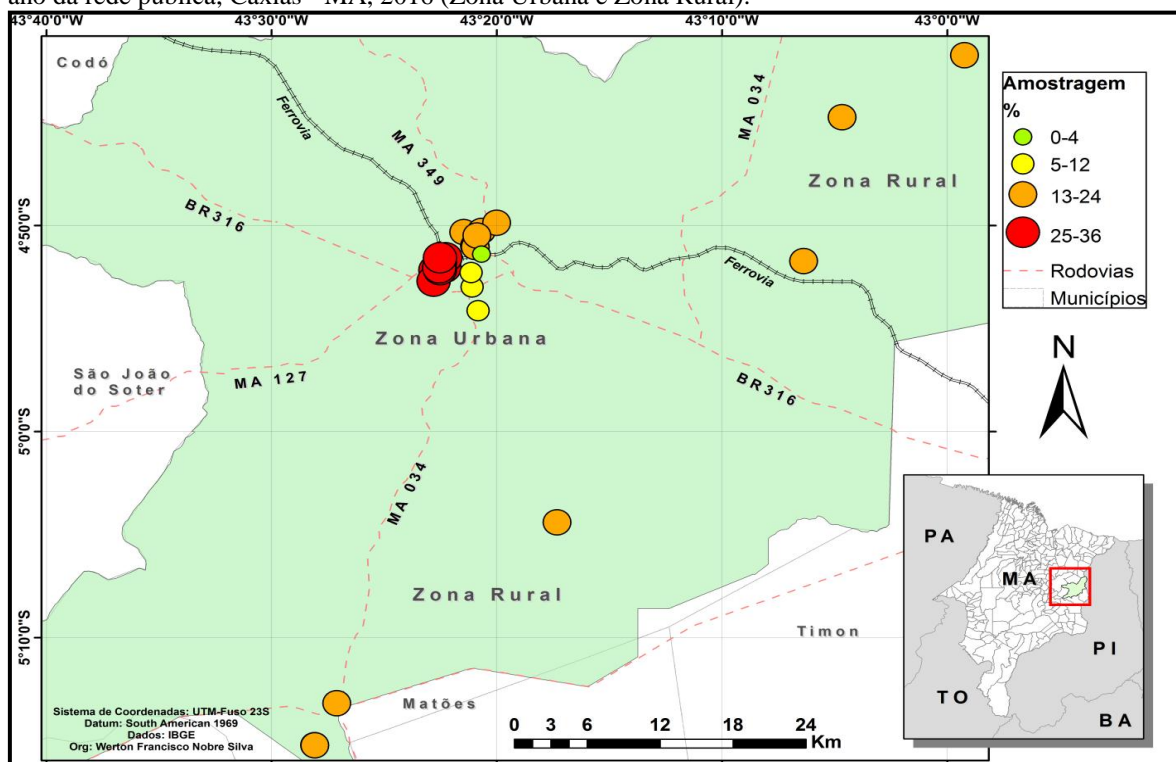 ano da rede pública, Caxias - MA, 2016 (Zona Urbana e Zona Rural).
43°40'0"W
43°30'0"W
43°20'0"W
43°10'0"W
43°0'0"W
4°50'0"S
5°0'0"S
5°10'0"S
Codó
Ferrovia
MA 349
MA 034
Zona Rural
BR316
Ferrovia
Zona Urbana
MA 127
São João
do Soter
BR316
MA 034
Zona Rural
Timon
Matões
Sistema de Coordenadas: UTM-Fuso 23S
Datum: South American 1969
Dados: IBGE
Org: Werton Francisco Nobre Silva
0 3 6 12 18 24
Km
Amostragem
%
0-4
5-12
13-24
25-36
Rodovias
Municípios
N
PA
MA
PI
TO
BA